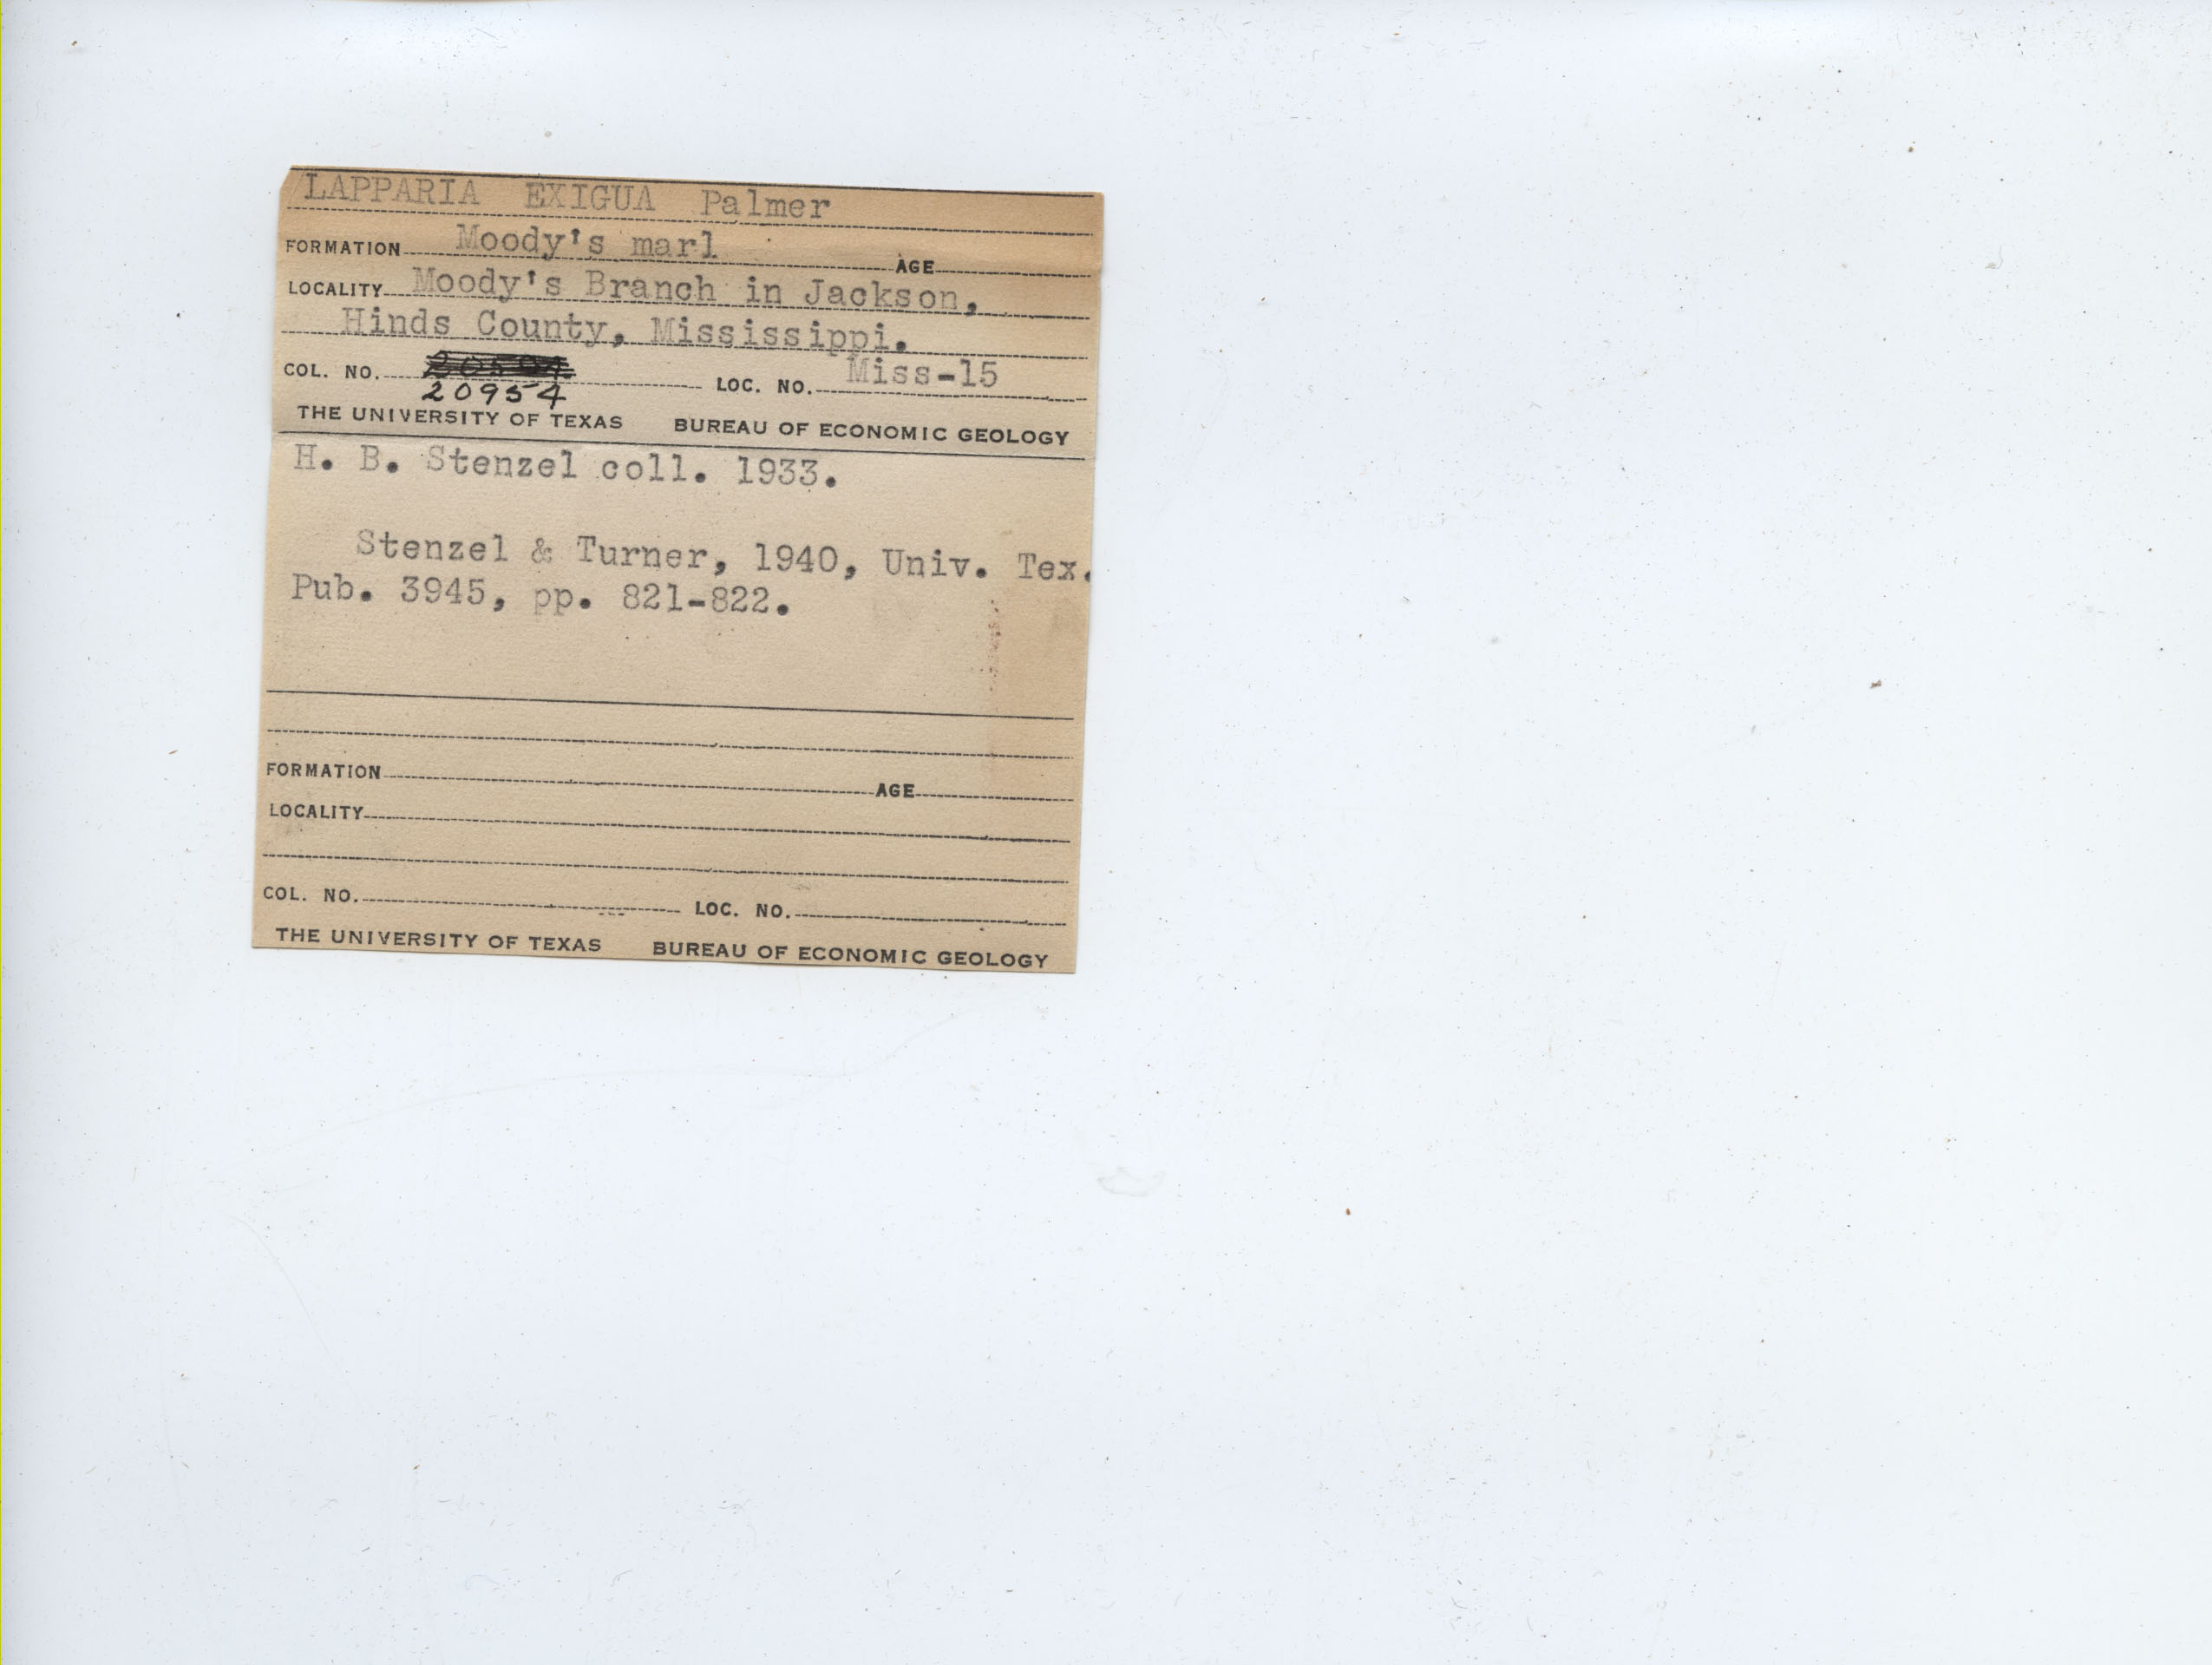 LAPPARIA EXIGUA Palmer
FORMATION Moody's marl AGE
LOCALITY Moody's Branch in Jackson,
Hinds County, Mississippi.
COL. NO. LOC. NO. Miss-15
20954
THE UNIVERSITY OF TEXAS BUREAU OF ECONOMIC GEOLOGY
H. B. Stenzel coll. 1933.
Stenzel & Turner, 1940, Univ. Tex.
Pub. 3945, pp. 821-822.
FORMATION AGE
LOCALITY
COL. NO. LOC. NO.
THE UNIVERSITY OF TEXAS BUREAU OF ECONOMIC GEOLOGY